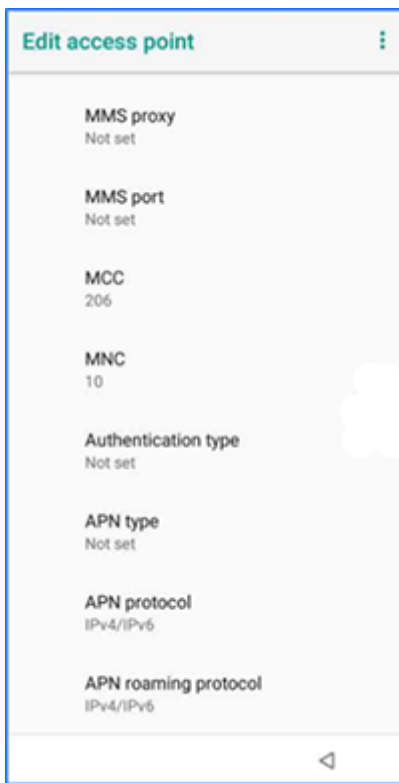 Edit access point
MMS proxy
Not set
MMS port
Not set
MCC
206
MNC
10
Authentication type
Not set
APN type
Not set
APN protocol
IPv4/IPv6
APN roaming protocol
IPv4/IPv6